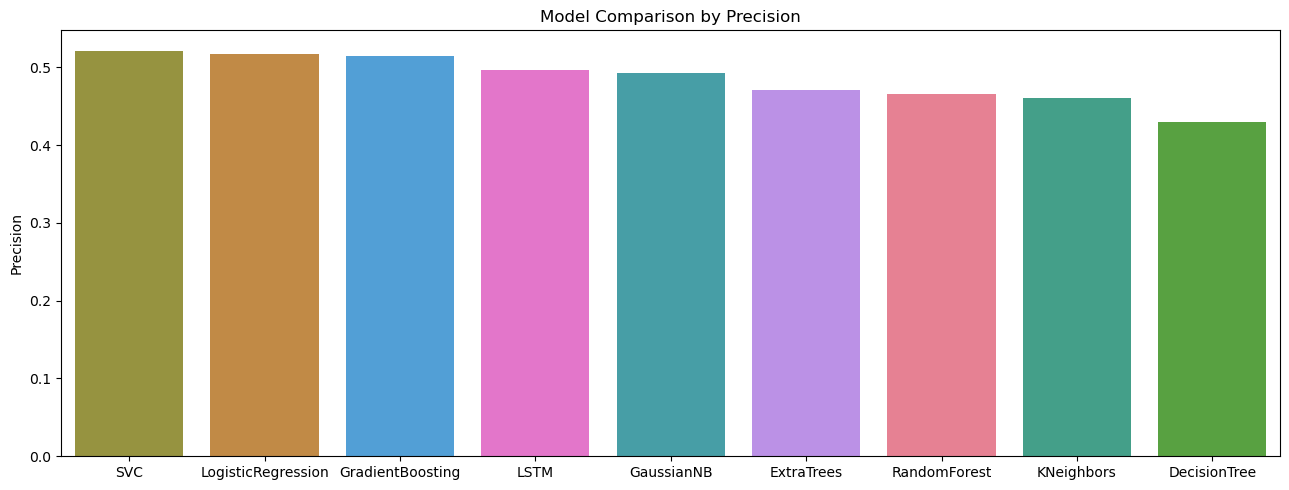 Model Comparison by Precision
Precision
0.5
0.4
0.3
0.2
0.1
0.0
SVC LogisticRegression GradientBoosting LSTM GaussianNB ExtraTrees RandomForest KNeighbors DecisionTree